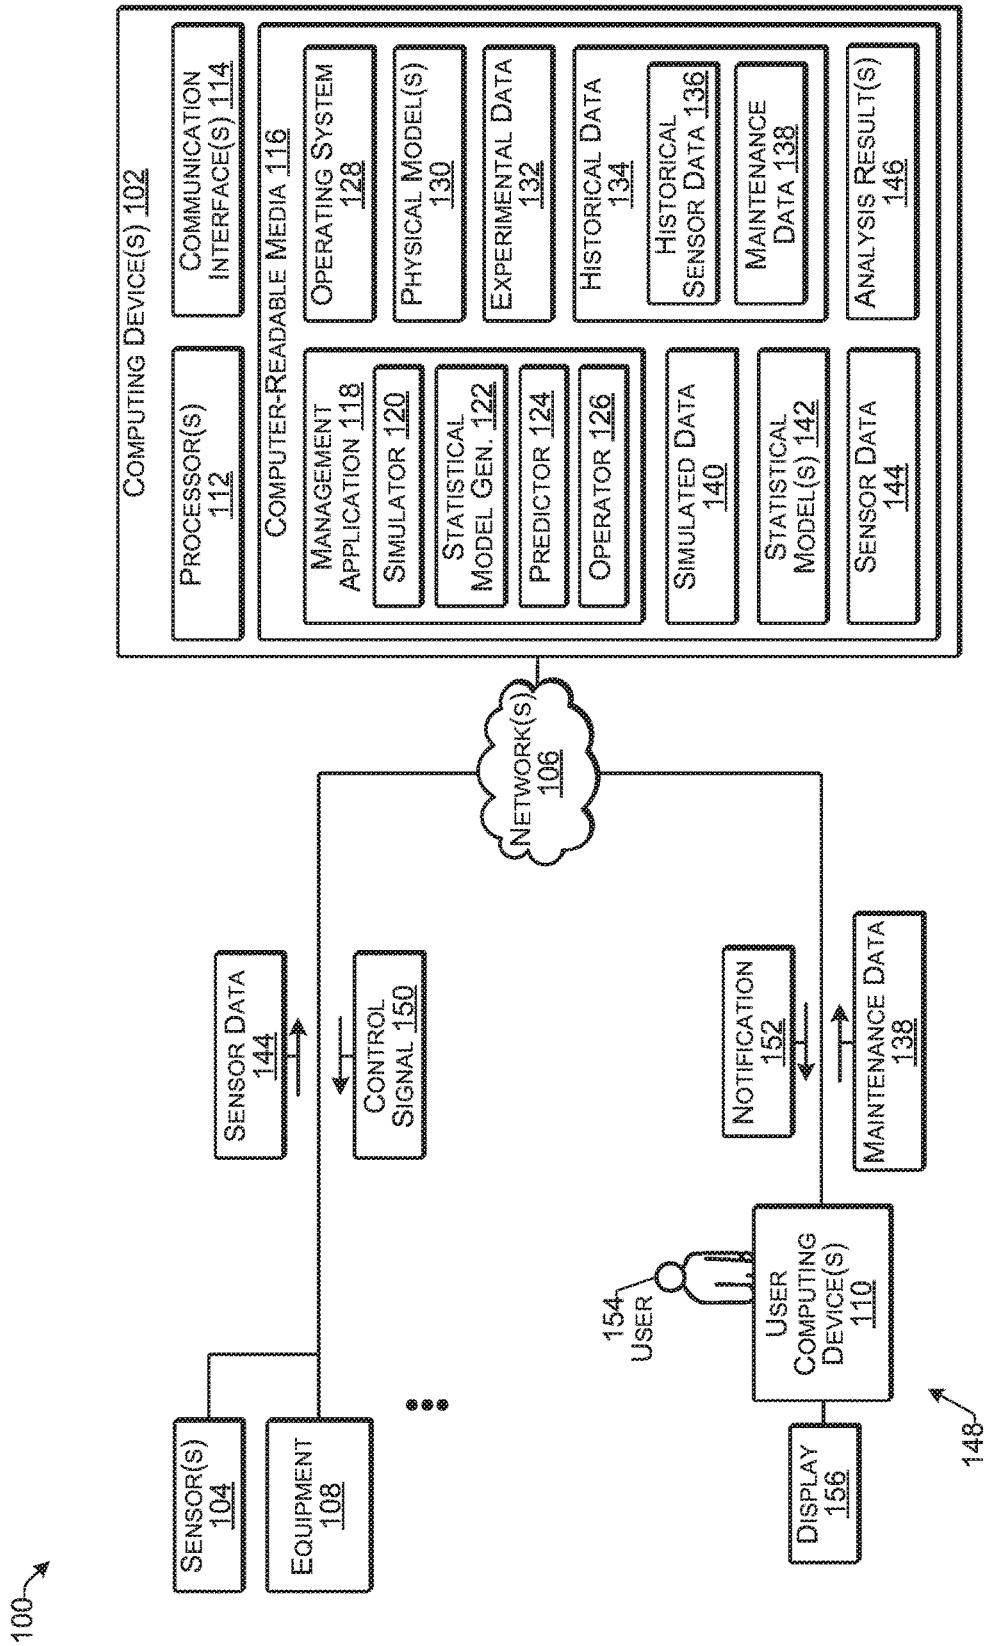 100
COMPUTING DEVICE(S) 102
PROCESSOR(S)
112
COMMUNICATION
INTERFACE(S) 114
COMPUTER-READABLE MEDIA 116
MANAGEMENT
APPLICATION 118
SIMULATOR 120
STATISTICAL
MODEL GEN. 122
PREDICTOR 124
OPERATOR 126
SIMULATED DATA
140
STATISTICAL
MODEL(S) 142
SENSOR DATA
144
OPERATING SYSTEM
128
PHYSICAL MODEL(S)
130
EXPERIMENTAL DATA
132
HISTORICAL DATA
134
HISTORICAL
SENSOR DATA 136
MAINTENANCE
DATA 138
ANALYSIS RESULT(S)
146
SENSOR(S)
104
EQUIPMENT
108
SENSOR DATA
144
CONTROL
SIGNAL 150
NETWORK(S)
106
154
USER
USER
COMPUTING
DEVICE(S)
110
DISPLAY
156
NOTIFICATION
152
MAINTENANCE DATA
138
148